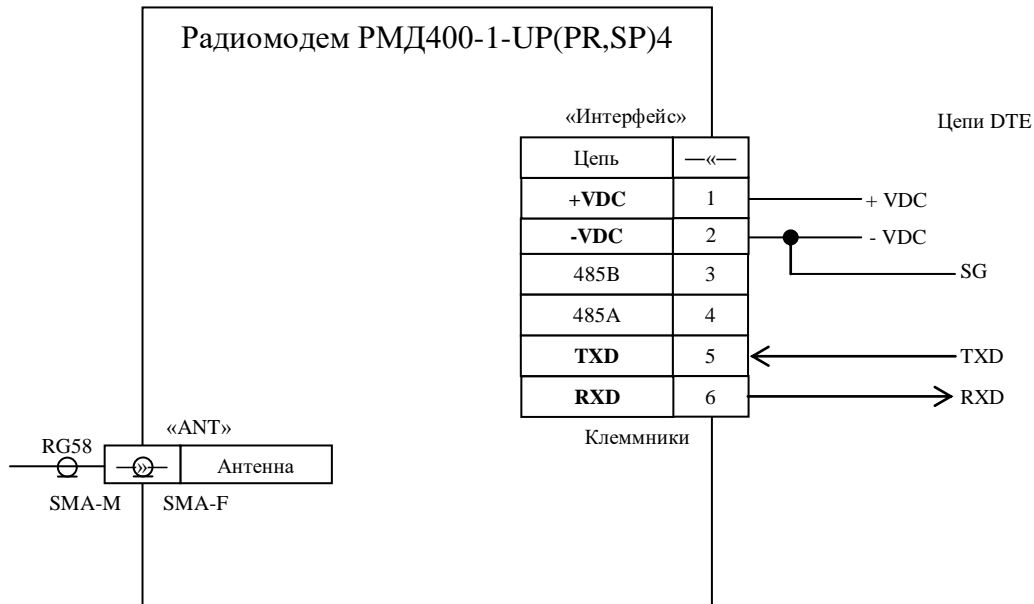 Радиомодем РМД400-1-UP(PR,SP)4
«Интерфейс»
Цепи DTE
Цепь —«—
+VDC 1 + VDC
-VDC 2 - VDC
485B 3 SG
485A 4
TXD 5 TXD
RXD 6 RXD
Клеммники
«ANT»
RG58
—»— Антенна
SMA-M SMA-F